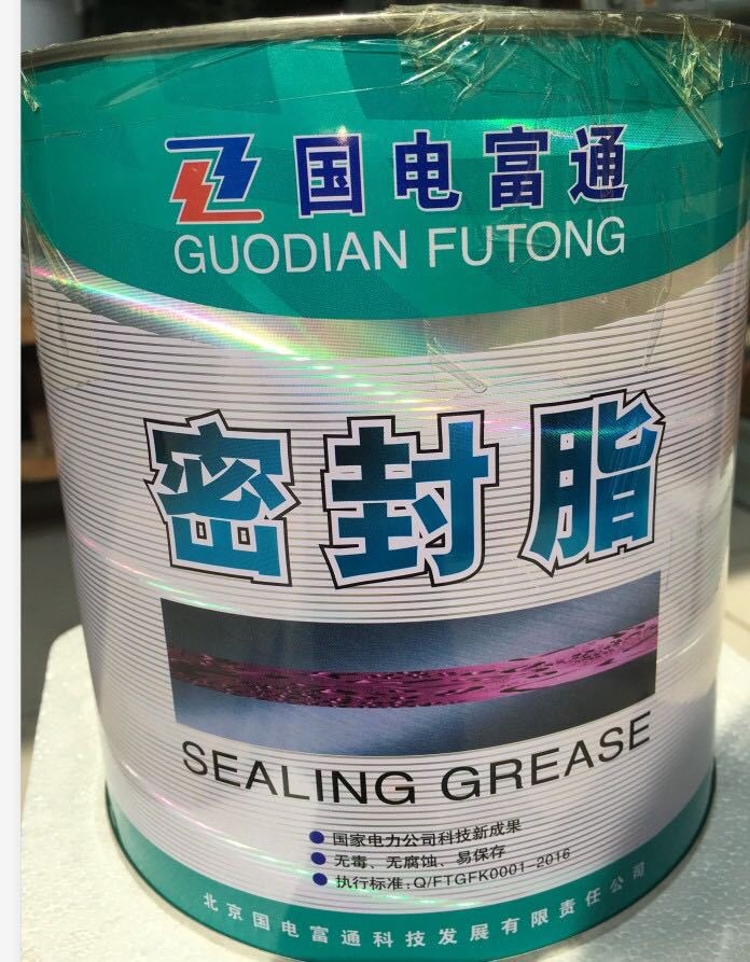 国电富通
GUODIAN FUTONG
密封脂
SEALING GREASE
国家电力公司科技新成果
无毒、无腐蚀、易保存
执行标准:Q/FTGFK0001-2016
北京国电富通科技发展有限责任公司